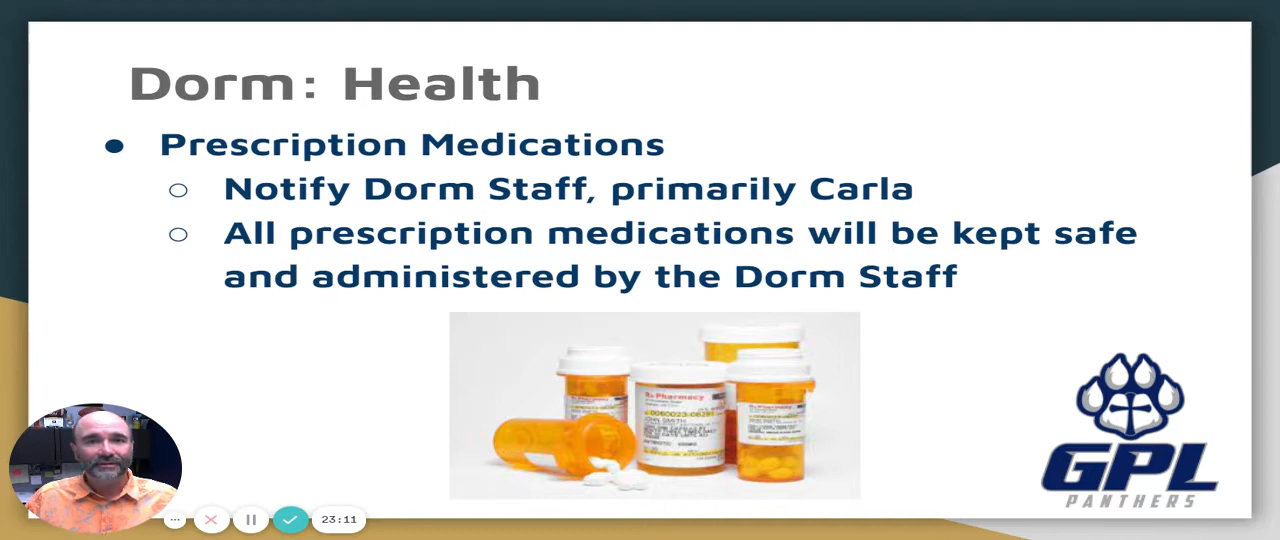 Dorm: Health
● Prescription Medications
○ Notify Dorm Staff, primarily Carla
○ All prescription medications will be kept safe
and administered by the Dorm Staff
Rx Pharmacy
JOHN SMITH
GPL
PANTHERS
23:11